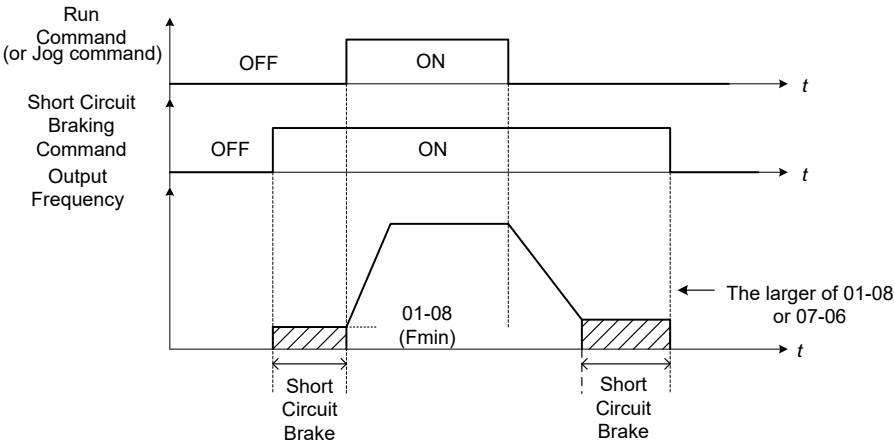 Run
Command
(or Jog command)
OFF
ON
t
Short Circuit
Braking
Command
OFF
ON
t
Output
Frequency
01-08
(Fmin)
The larger of 01-08
or 07-06
t
Short
Circuit
Brake
Short
Circuit
Brake